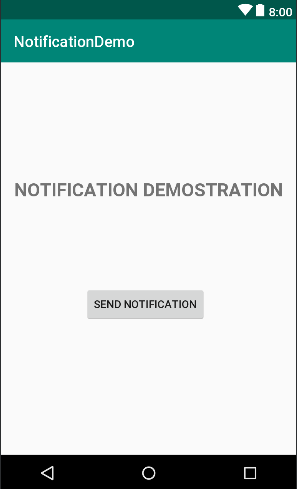 8:00
NotificationDemo
NOTIFICATION DEMOSTRATION
SEND NOTIFICATION